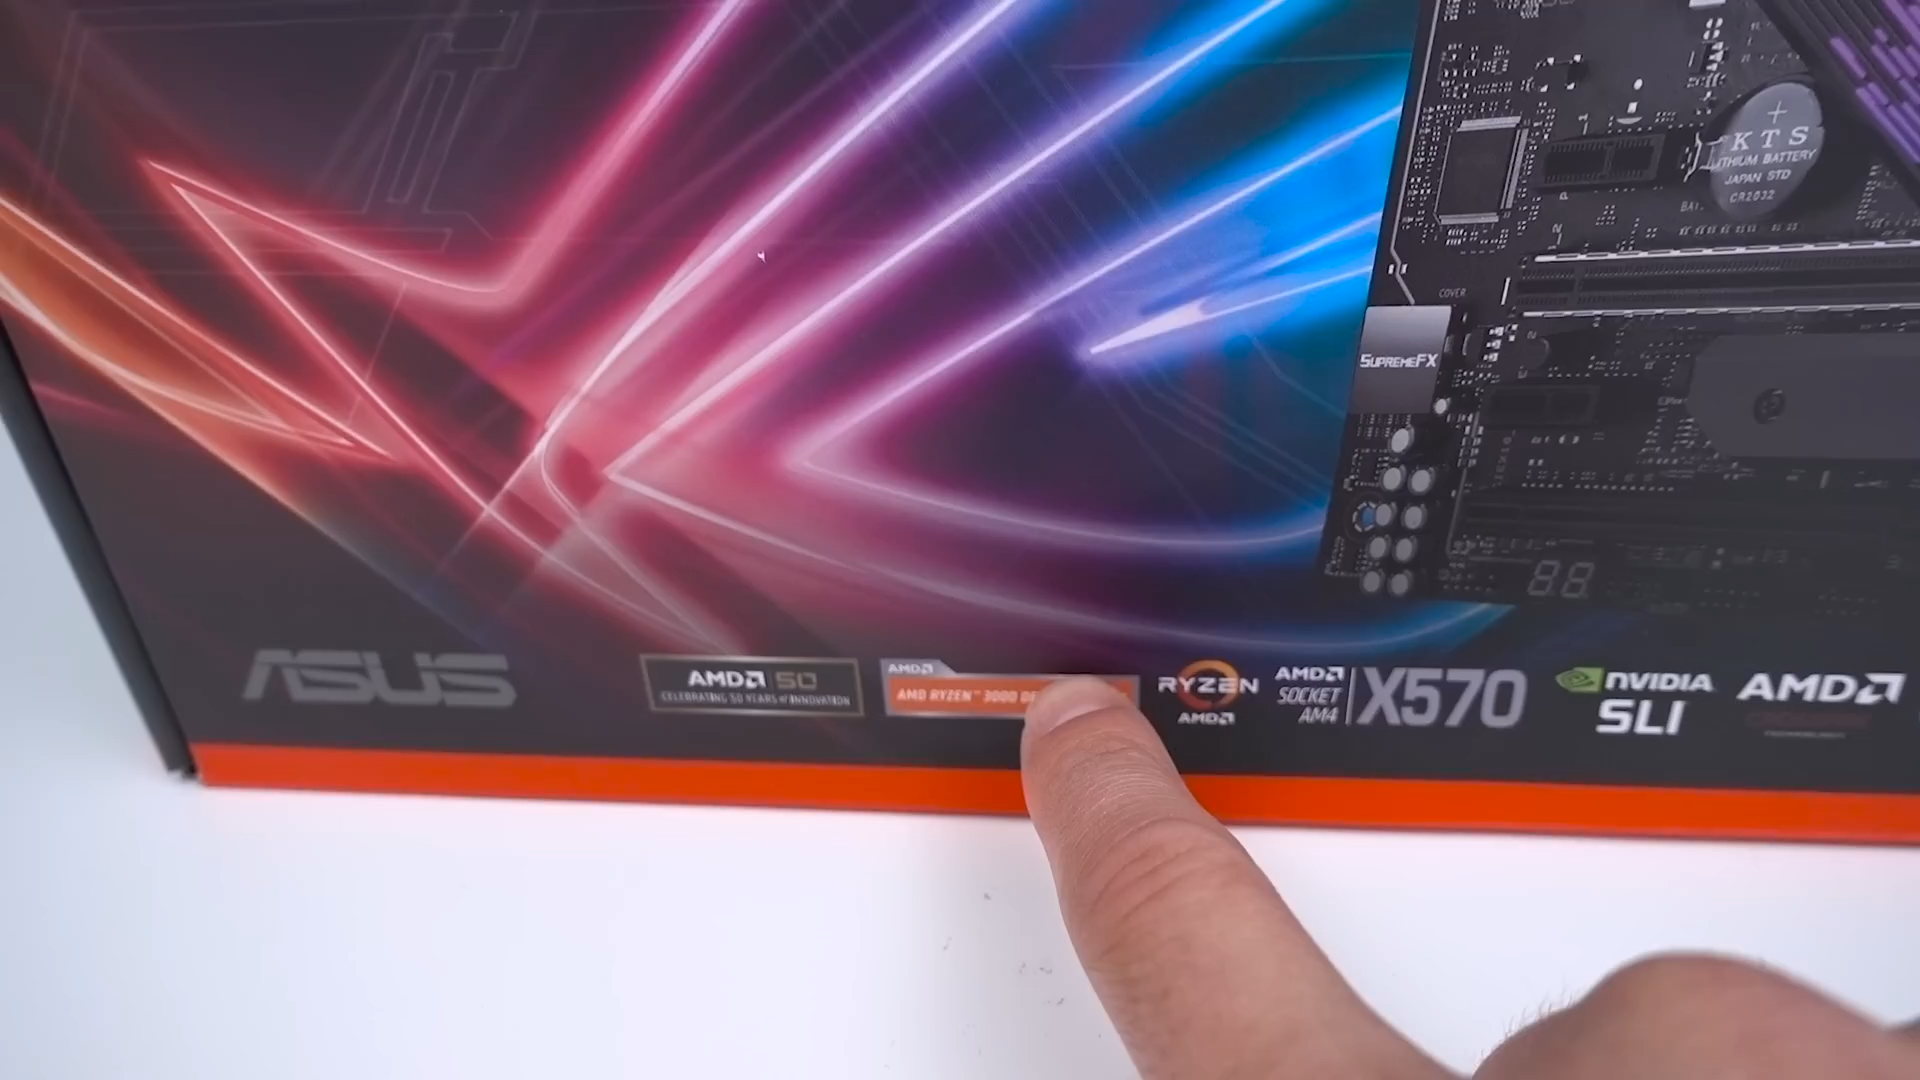 KTS
LITHIUM BATTERY
JAPAN STD
CR2032
COVER
SUPREMEFX
88
ASUS
AMD 50
CELEBRATING 50 YEARS of INNOVATION
AMD
AMD RYZEN™ 3000 DE
RYZEN
AMD
AMD
SOCKET
AM4
X570
NVIDIA
SLI
AMD